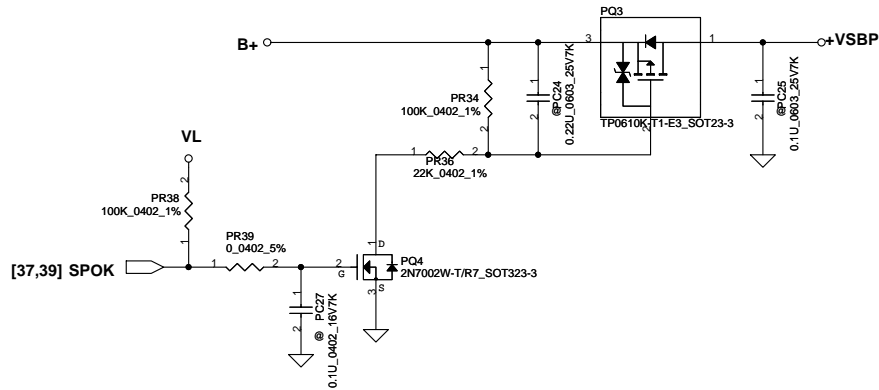 PQ3
B+
3
1
+VSBP
2
1
PR34
100K_0402_1%
2
1
2
@PC24
0.22U_0603_25V7K
TP0610K-T1-E3_SOT23-3
1
2
@PC25
0.1U_0603_25V7K
VL
1
2
PR36
22K_0402_1%
2
PR38
100K_0402_1%
1
PR39
0_0402_5%
[37,39] SPOK
1
2
2
G
1
D
PQ4
2N7002W-T/R7_SOT323-3
3
S
1
2
PC27
@
0.1U_0402_16V7K